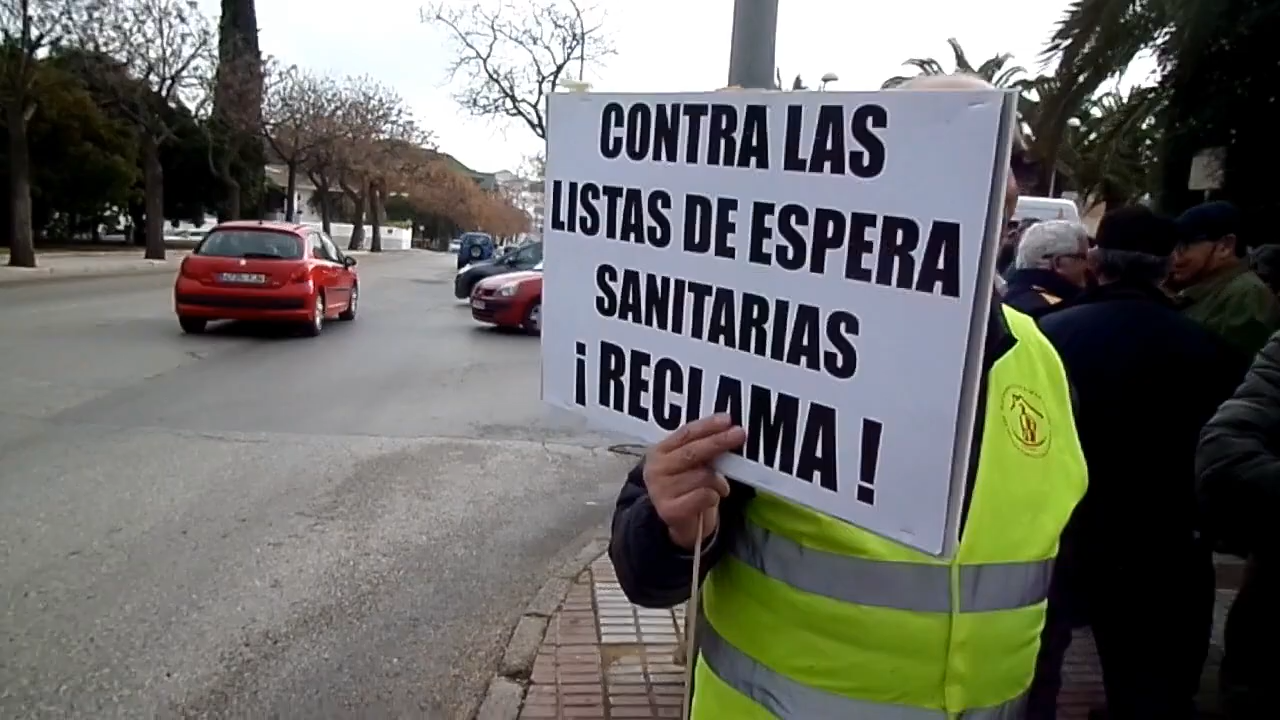 CONTRA LAS
LISTAS DE ESPERA
SANITARIAS
¡ RECLAMA !